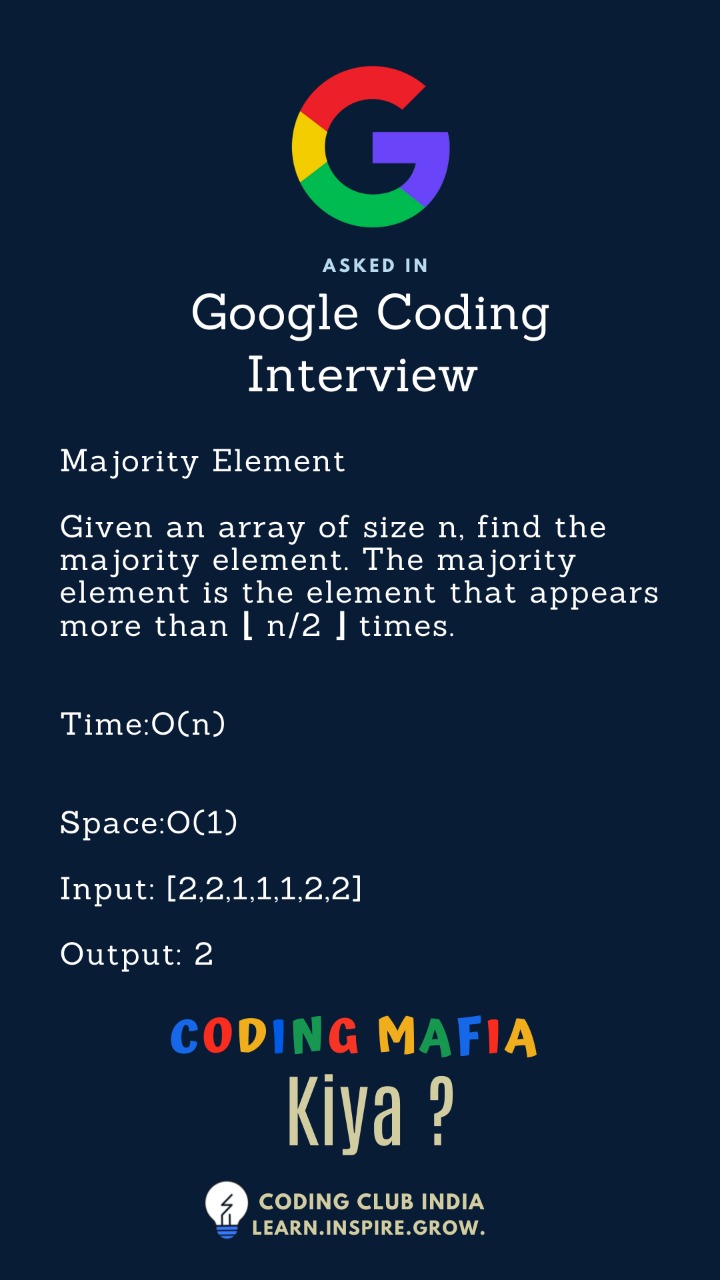 ASKED IN
Google Coding
Interview
Majority Element
Given an array of size n, find the
majority element. The majority
element is the element that appears
more than ⌊ n/2 ⌋ times.
Time:O(n)
Space:O(1)
Input: [2,2,1,1,1,2,2]
Output: 2
CODING MAFIA
Kiya ?
CODING CLUB INDIA
LEARN.INSPIRE.GROW.